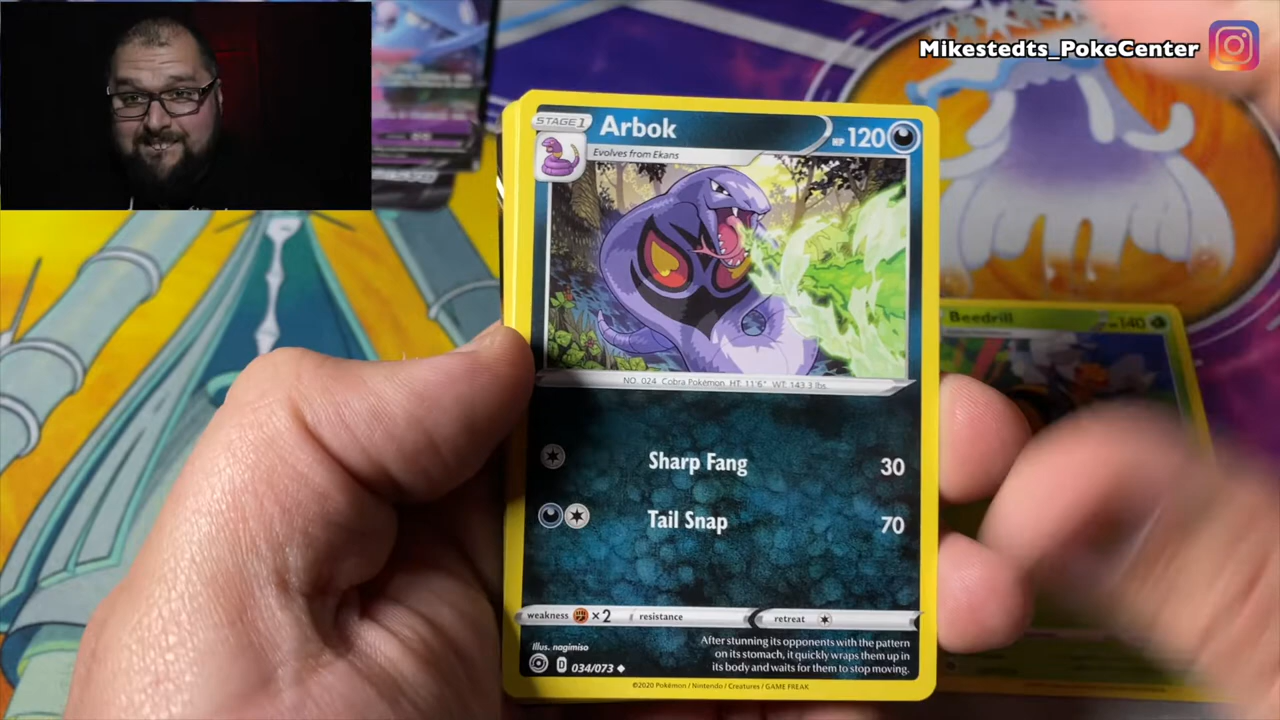 Mikestedts_PokeCenter
STAGE 1
Arbok
HP 120
Evolves from Ekans
NO. 024 Cobra Pokémon HT: 11'6" WT: 143.3 lbs.
Sharp Fang 30
Tail Snap 70
weakness ×2 resistance retreat
Illus. nagimiso
After stunning its opponents with the pattern
on its stomach, it quickly wraps them up in
its body and waits for them to stop moving.
D 034/073
©2020 Pokémon / Nintendo / Creatures / GAME FREAK
Beedrill
140